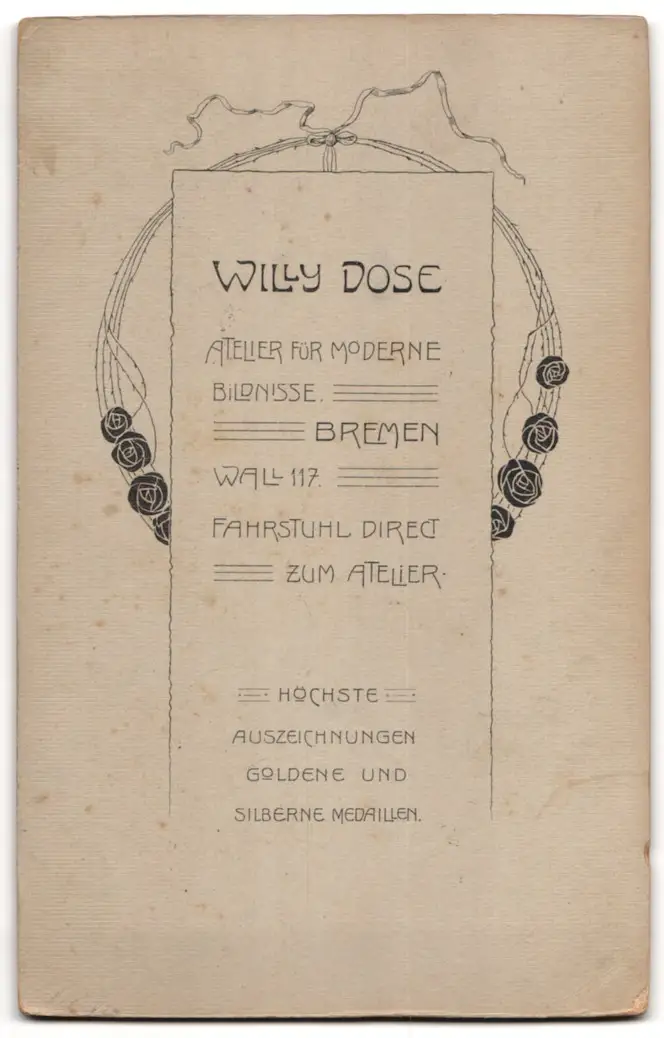 WILLY DOSE
ATELIER FÜR MODERNE
BILDNISSE.
BREMEN
WALL 117.
FAHRSTUHL DIRECT
ZUM ATELIER.
HÖCHSTE
AUSZEICHNUNGEN
GOLDENE UND
SILBERNE MEDAILLEN.